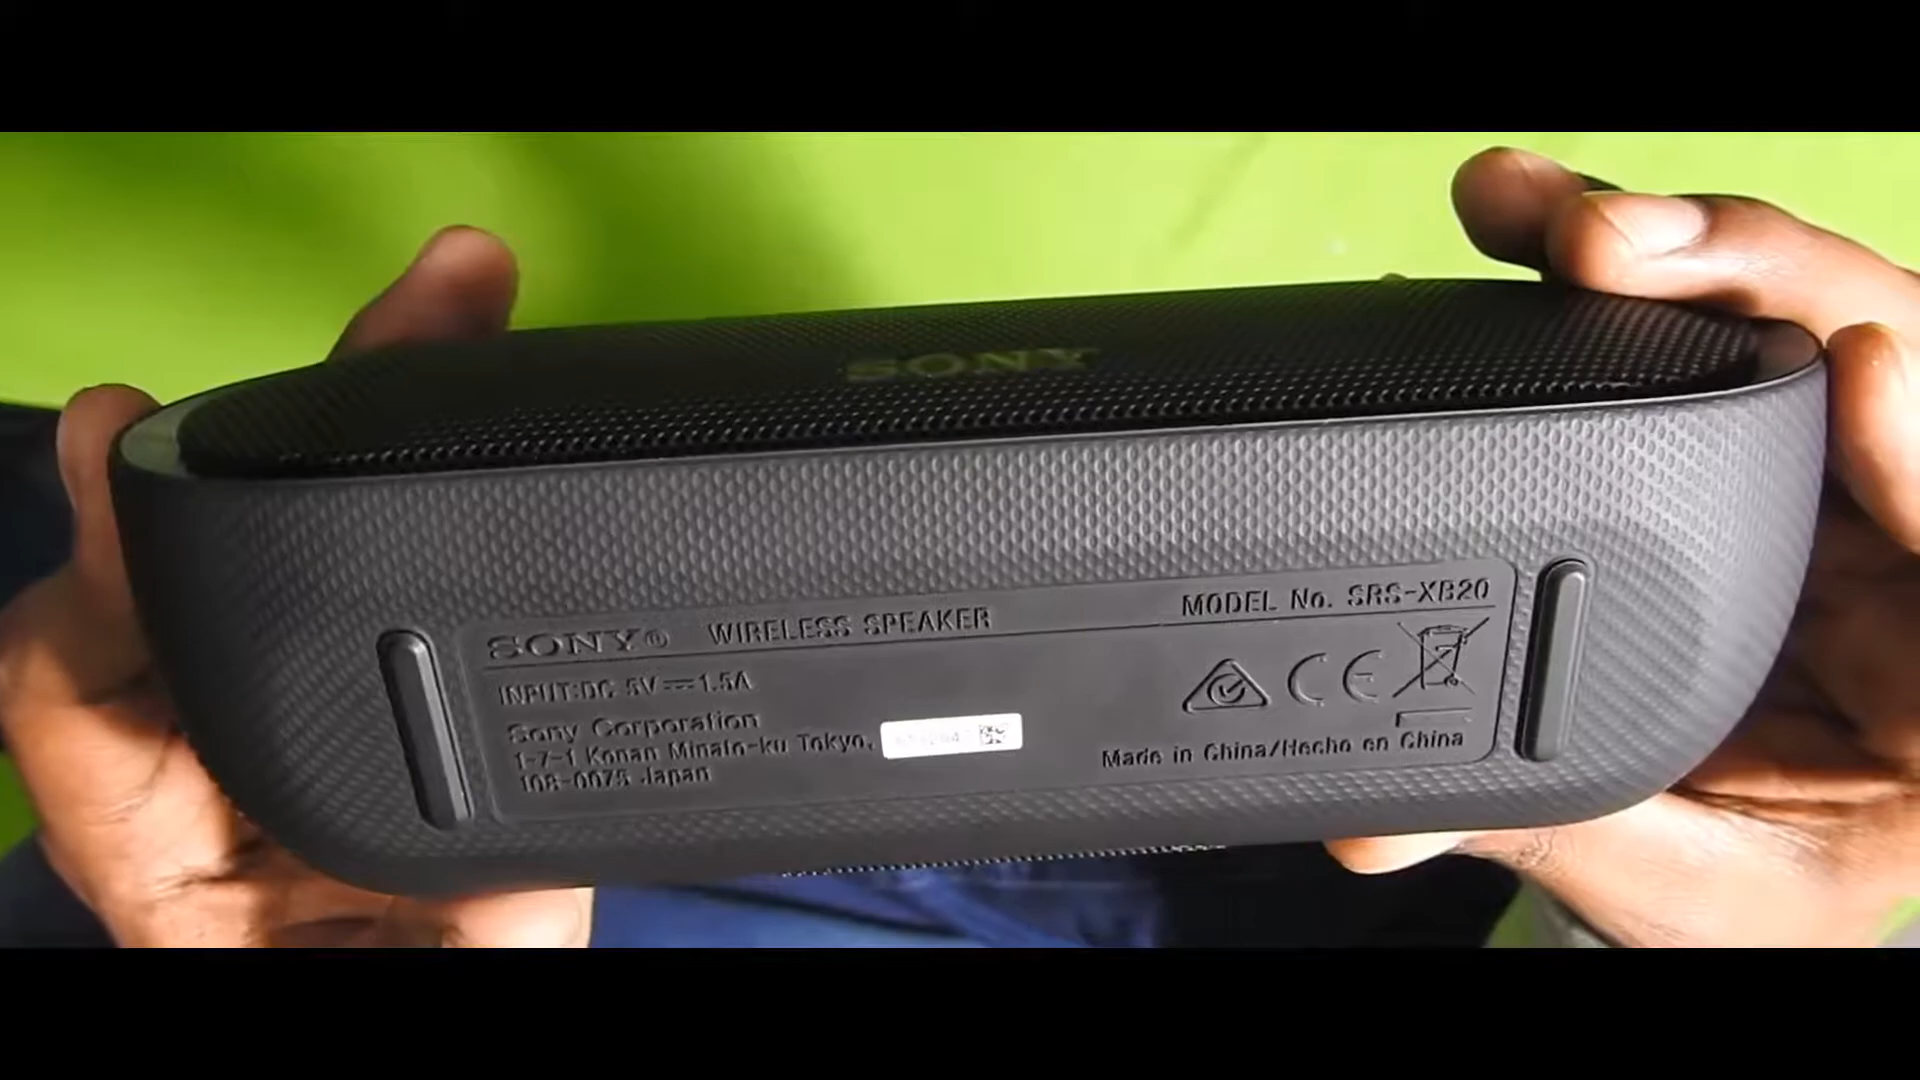 SONY
SONY® WIRELESS SPEAKER MODEL No. SRS-XB20
INPUT:DC 5V⎓1.5A
Sony Corporation
1-7-1 Konan Minato-ku Tokyo,
108-0075 Japan
Made in China/Hecho en China
CE